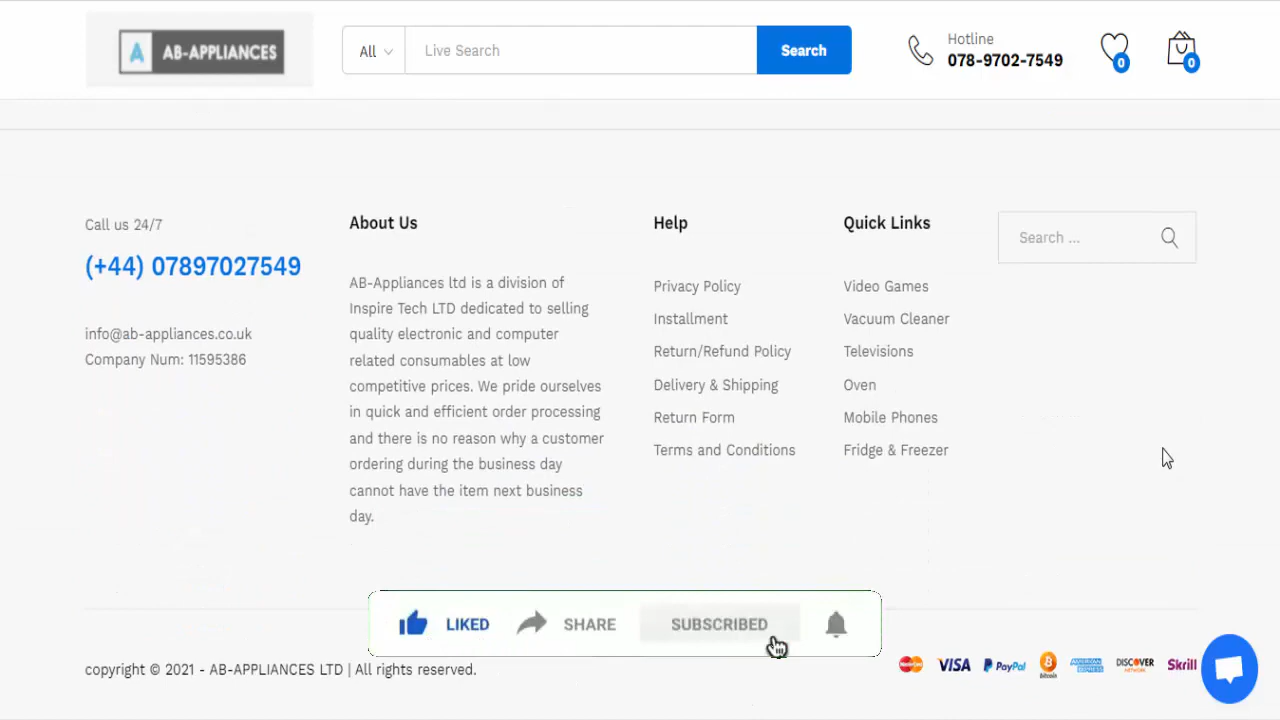 A AB-APPLIANCES
All
Live Search
Search
Hotline
078-9702-7549
0
0
Call us 24/7
(+44) 07897027549
info@ab-appliances.co.uk
Company Num: 11595386
About Us
AB-Appliances ltd is a division of
Inspire Tech LTD dedicated to selling
quality electronic and computer
related consumables at low
competitive prices. We pride ourselves
in quick and efficient order processing
and there is no reason why a customer
ordering during the business day
cannot have the item next business
day.
Help
Privacy Policy
Installment
Return/Refund Policy
Delivery & Shipping
Return Form
Terms and Conditions
Quick Links
Video Games
Vacuum Cleaner
Televisions
Oven
Mobile Phones
Fridge & Freezer
Search ...
LIKED
SHARE
SUBSCRIBED
copyright © 2021 - AB-APPLIANCES LTD | All rights reserved.
MasterCard VISA PayPal bitcoin AMERICAN EXPRESS DISCOVER NETWORK Skrill